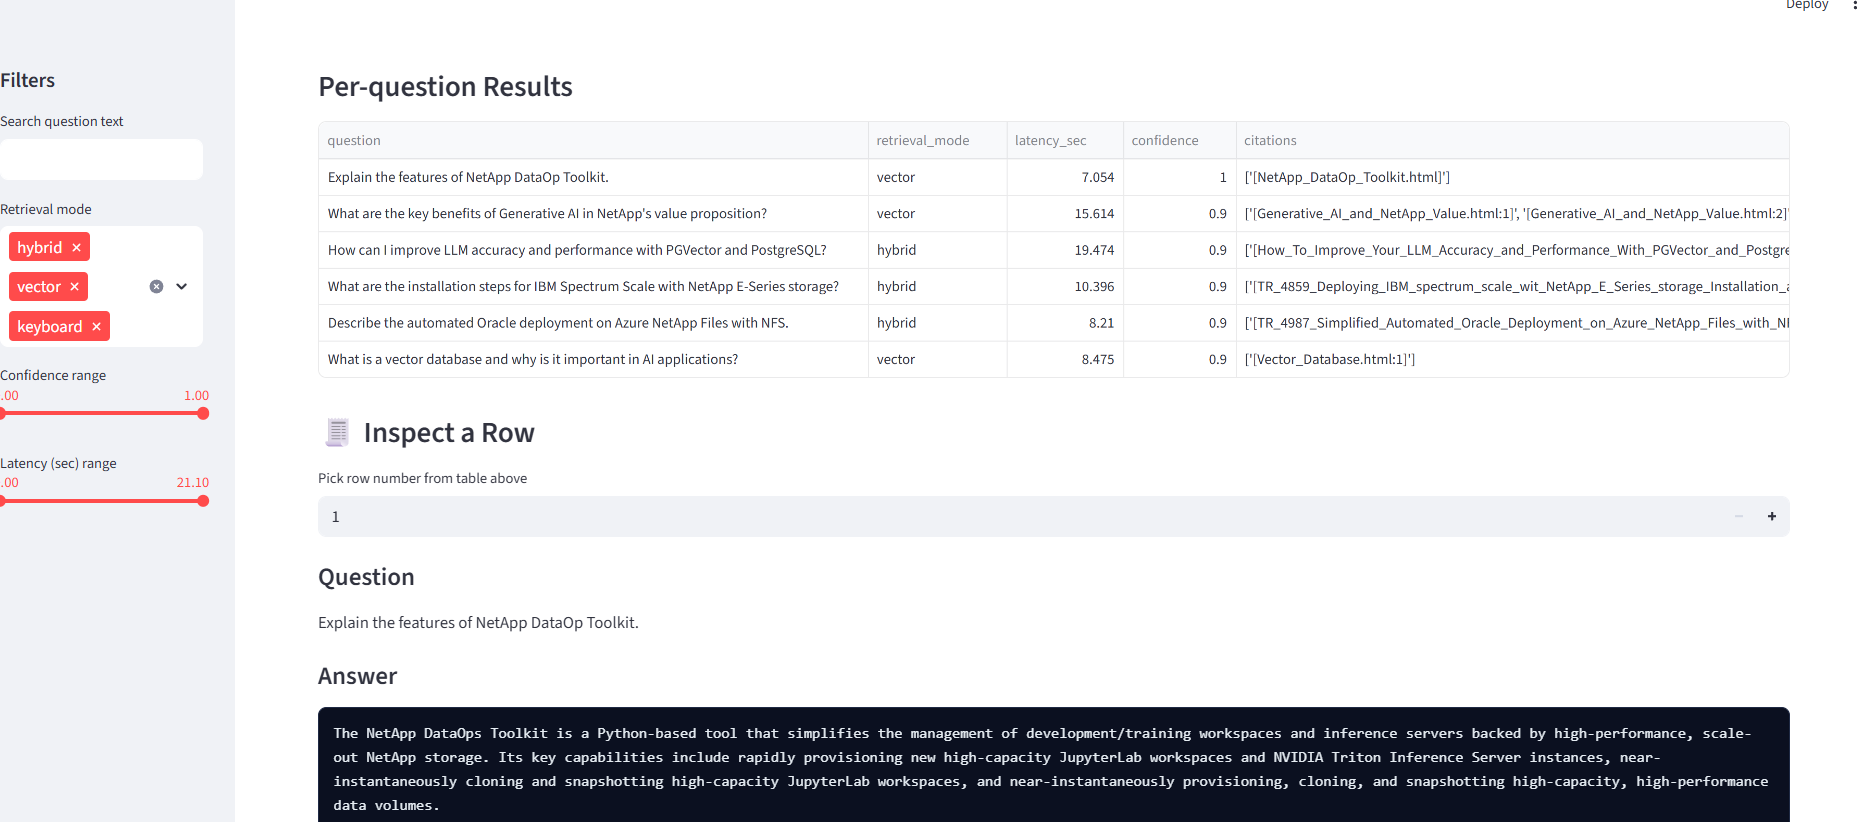 Deploy
Filters
Search question text
Retrieval mode
hybrid ×
vector ×
keyboard ×
Confidence range
.00 1.00
Latency (sec) range
.00 21.10
Per-question Results
question retrieval_mode latency_sec confidence citations
Explain the features of NetApp DataOp Toolkit. vector 7.054 1 ['[NetApp_DataOp_Toolkit.html]']
What are the key benefits of Generative AI in NetApp's value proposition? vector 15.614 0.9 ['[Generative_AI_and_NetApp_Value.html:1]', '[Generative_AI_and_NetApp_Value.html:2]'
How can I improve LLM accuracy and performance with PGVector and PostgreSQL? hybrid 19.474 0.9 ['[How_To_Improve_Your_LLM_Accuracy_and_Performance_With_PGVector_and_Postgre
What are the installation steps for IBM Spectrum Scale with NetApp E-Series storage? hybrid 10.396 0.9 ['[TR_4859_Deploying_IBM_spectrum_scale_wit_NetApp_E_Series_storage_Installation_a
Describe the automated Oracle deployment on Azure NetApp Files with NFS. hybrid 8.21 0.9 ['[TR_4987_Simplified_Automated_Oracle_Deployment_on_Azure_NetApp_Files_with_NF
What is a vector database and why is it important in AI applications? vector 8.475 0.9 ['[Vector_Database.html:1]']
Inspect a Row
Pick row number from table above
1 − +
Question
Explain the features of NetApp DataOp Toolkit.
Answer
The NetApp DataOps Toolkit is a Python-based tool that simplifies the management of development/training workspaces and inference servers backed by high-performance, scale-
out NetApp storage. Its key capabilities include rapidly provisioning new high-capacity JupyterLab workspaces and NVIDIA Triton Inference Server instances, near-
instantaneously cloning and snapshotting high-capacity JupyterLab workspaces, and near-instantaneously provisioning, cloning, and snapshotting high-capacity, high-performance
data volumes.